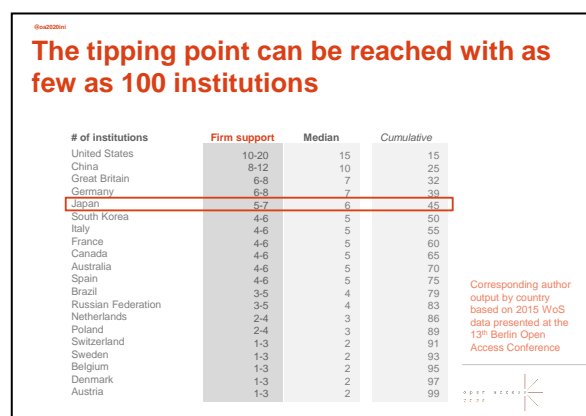 @oa2020ini
The tipping point can be reached with as
few as 100 institutions
# of institutions Firm support Median Cumulative
United States 10-20 15 15
China 8-12 10 25
Great Britain 6-8 7 32
Germany 6-8 7 39
Japan 5-7 6 45
South Korea 4-6 5 50
Italy 4-6 5 55
France 4-6 5 60
Canada 4-6 5 65
Australia 4-6 5 70
Spain 4-6 5 75
Brazil 3-5 4 79
Russian Federation 3-5 4 83
Netherlands 2-4 3 86
Poland 2-4 3 89
Switzerland 1-3 2 91
Sweden 1-3 2 93
Belgium 1-3 2 95
Denmark 1-3 2 97
Austria 1-3 2 99
Corresponding author
output by country
based on 2015 WoS
data presented at the
13th Berlin Open
Access Conference
open access